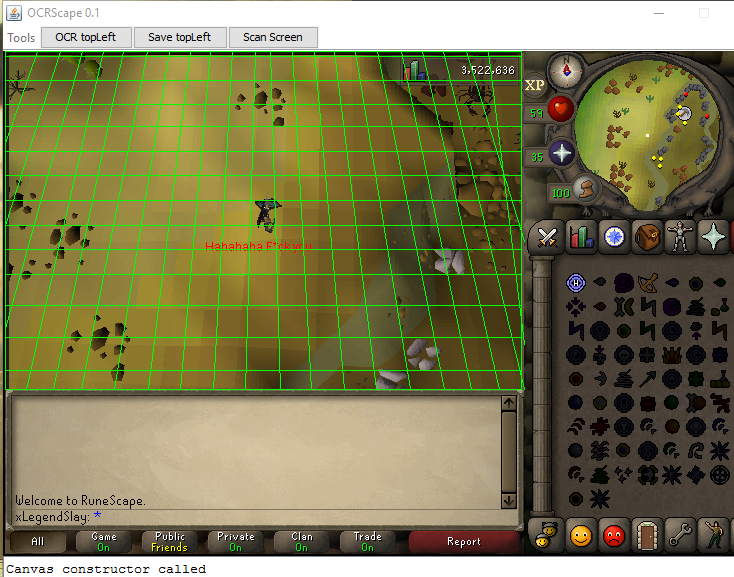 OCRScape 0.1
Tools OCR topLeft Save topLeft Scan Screen
3,522,636
XP
59
35
100
Hahahaha F*ck you
Welcome to RuneScape.
xLegendSlay: *
All Game On Public Friends Private On Clan On Trade On Report
Canvas constructor called